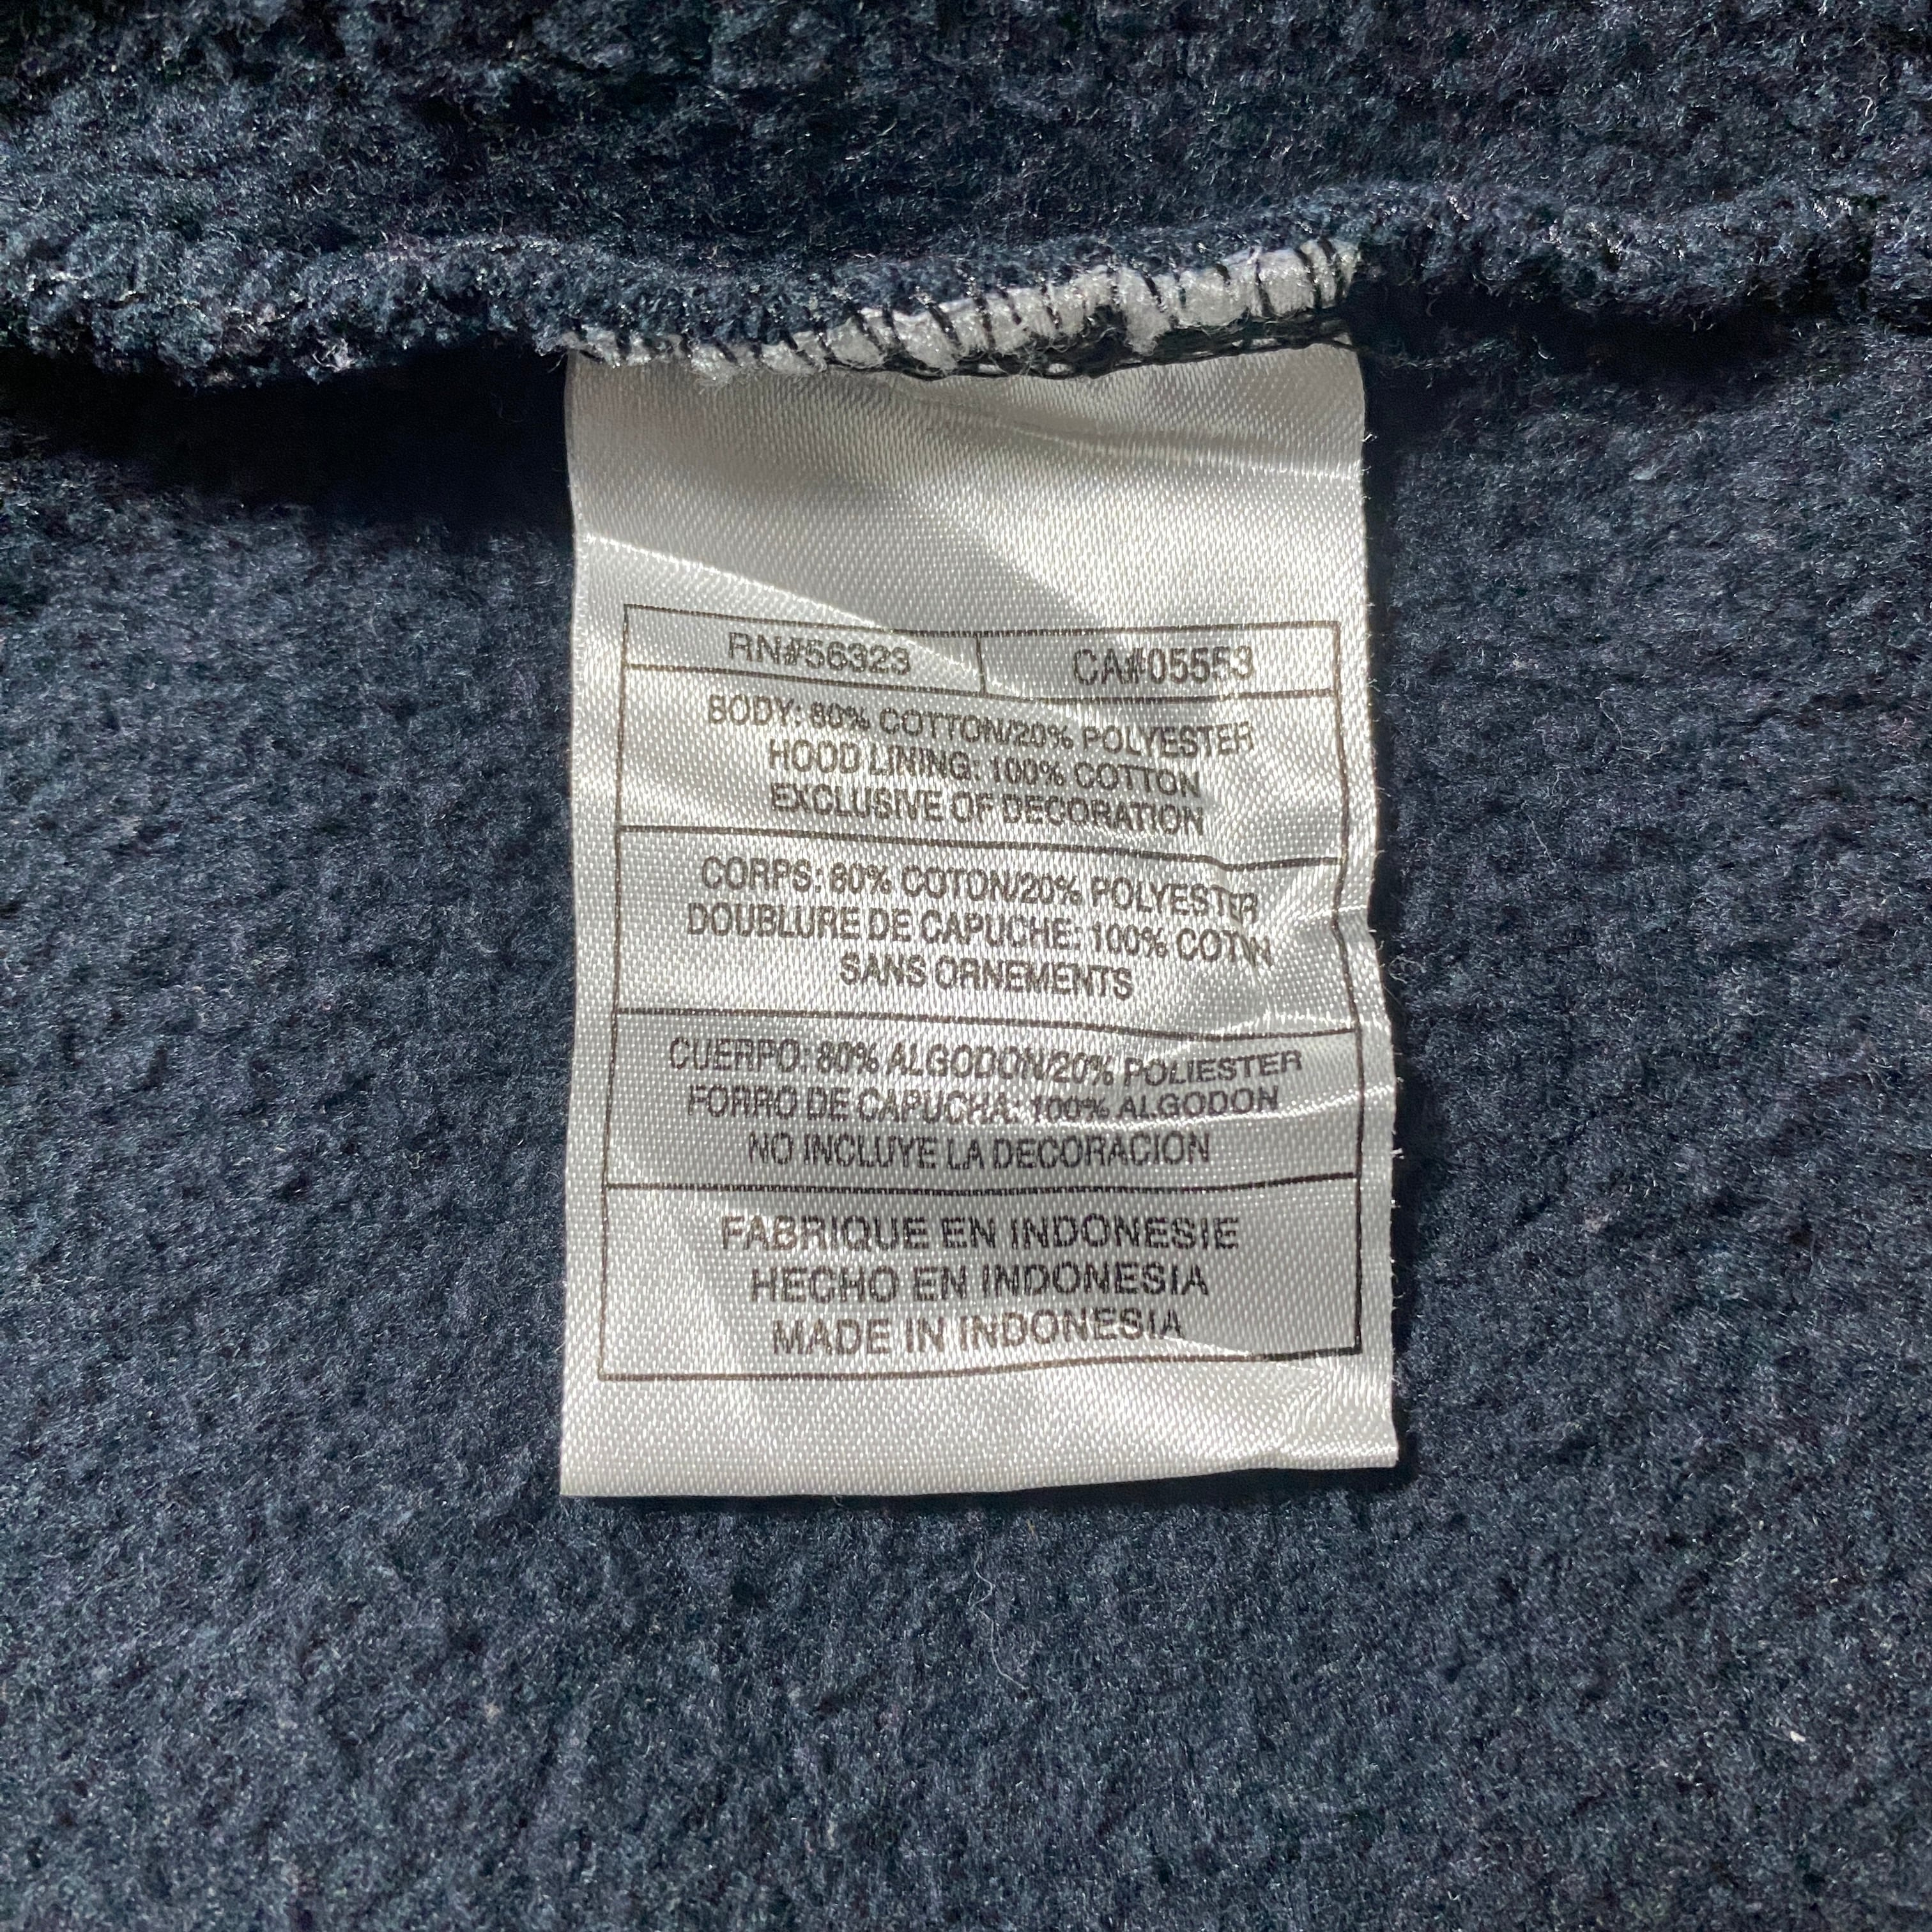 RN#56323 CA#05553
BODY: 80% COTTON/20% POLYESTER
HOOD LINING: 100% COTTON
EXCLUSIVE OF DECORATION
CORPS: 80% COTON/20% POLYESTER
DOUBLURE DE CAPUCHE: 100% COTON
SANS ORNEMENTS
CUERPO: 80% ALGODON/20% POLIESTER
FORRO DE CAPUCHA: 100% ALGODON
NO INCLUYE LA DECORACION
FABRIQUE EN INDONESIE
HECHO EN INDONESIA
MADE IN INDONESIA